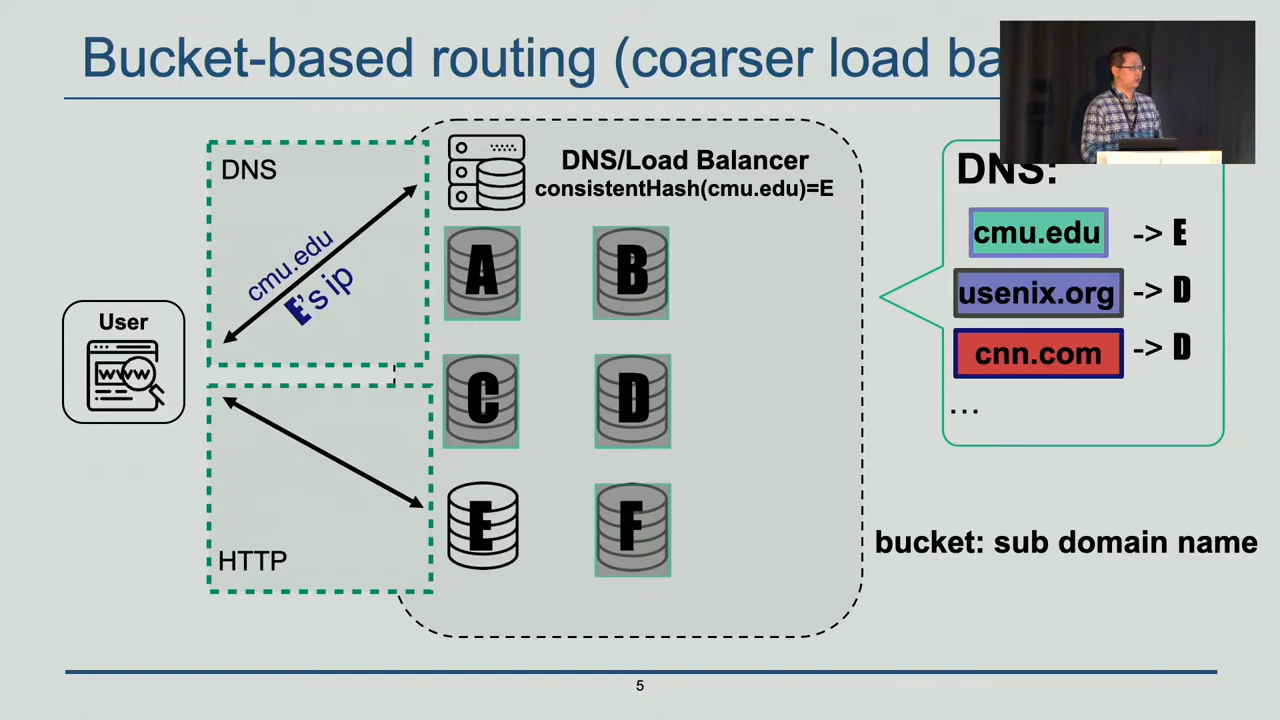 Bucket-based routing (coarser load ba
DNS
DNS/Load Balancer
consistentHash(cmu.edu)=E
cmu.edu
E's ip
User
www
HTTP
A
B
C
D
E
F
DNS:
cmu.edu -> E
usenix.org -> D
cnn.com -> D
...
bucket: sub domain name
5